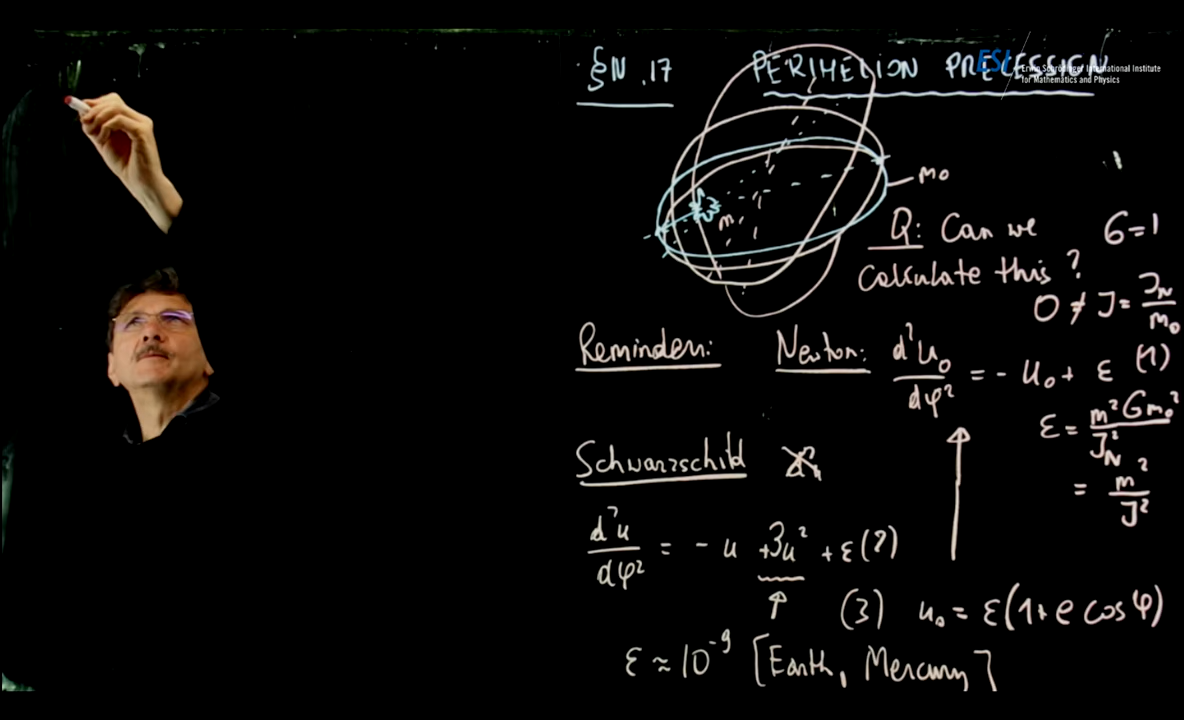 §N.17 PERIHELION PRECESSION
ESI Erwin Schrödinger International Institute
for Mathematics and Physics
m₀
m
Q: Can we
calculate this?
G=1
0 ≠ J = J_N/m₀
Reminder: Newton: d²u₀/dφ² = - u₀ + ε (1)
ε = m²Gm₀²/J_N²
= m²/J²
Schwarzschild
d²u/dφ² = - u +3u² + ε (2)
(3) u₀ = ε(1+e cos φ)
ε ≈ 10⁻⁹ [Earth, Mercury]